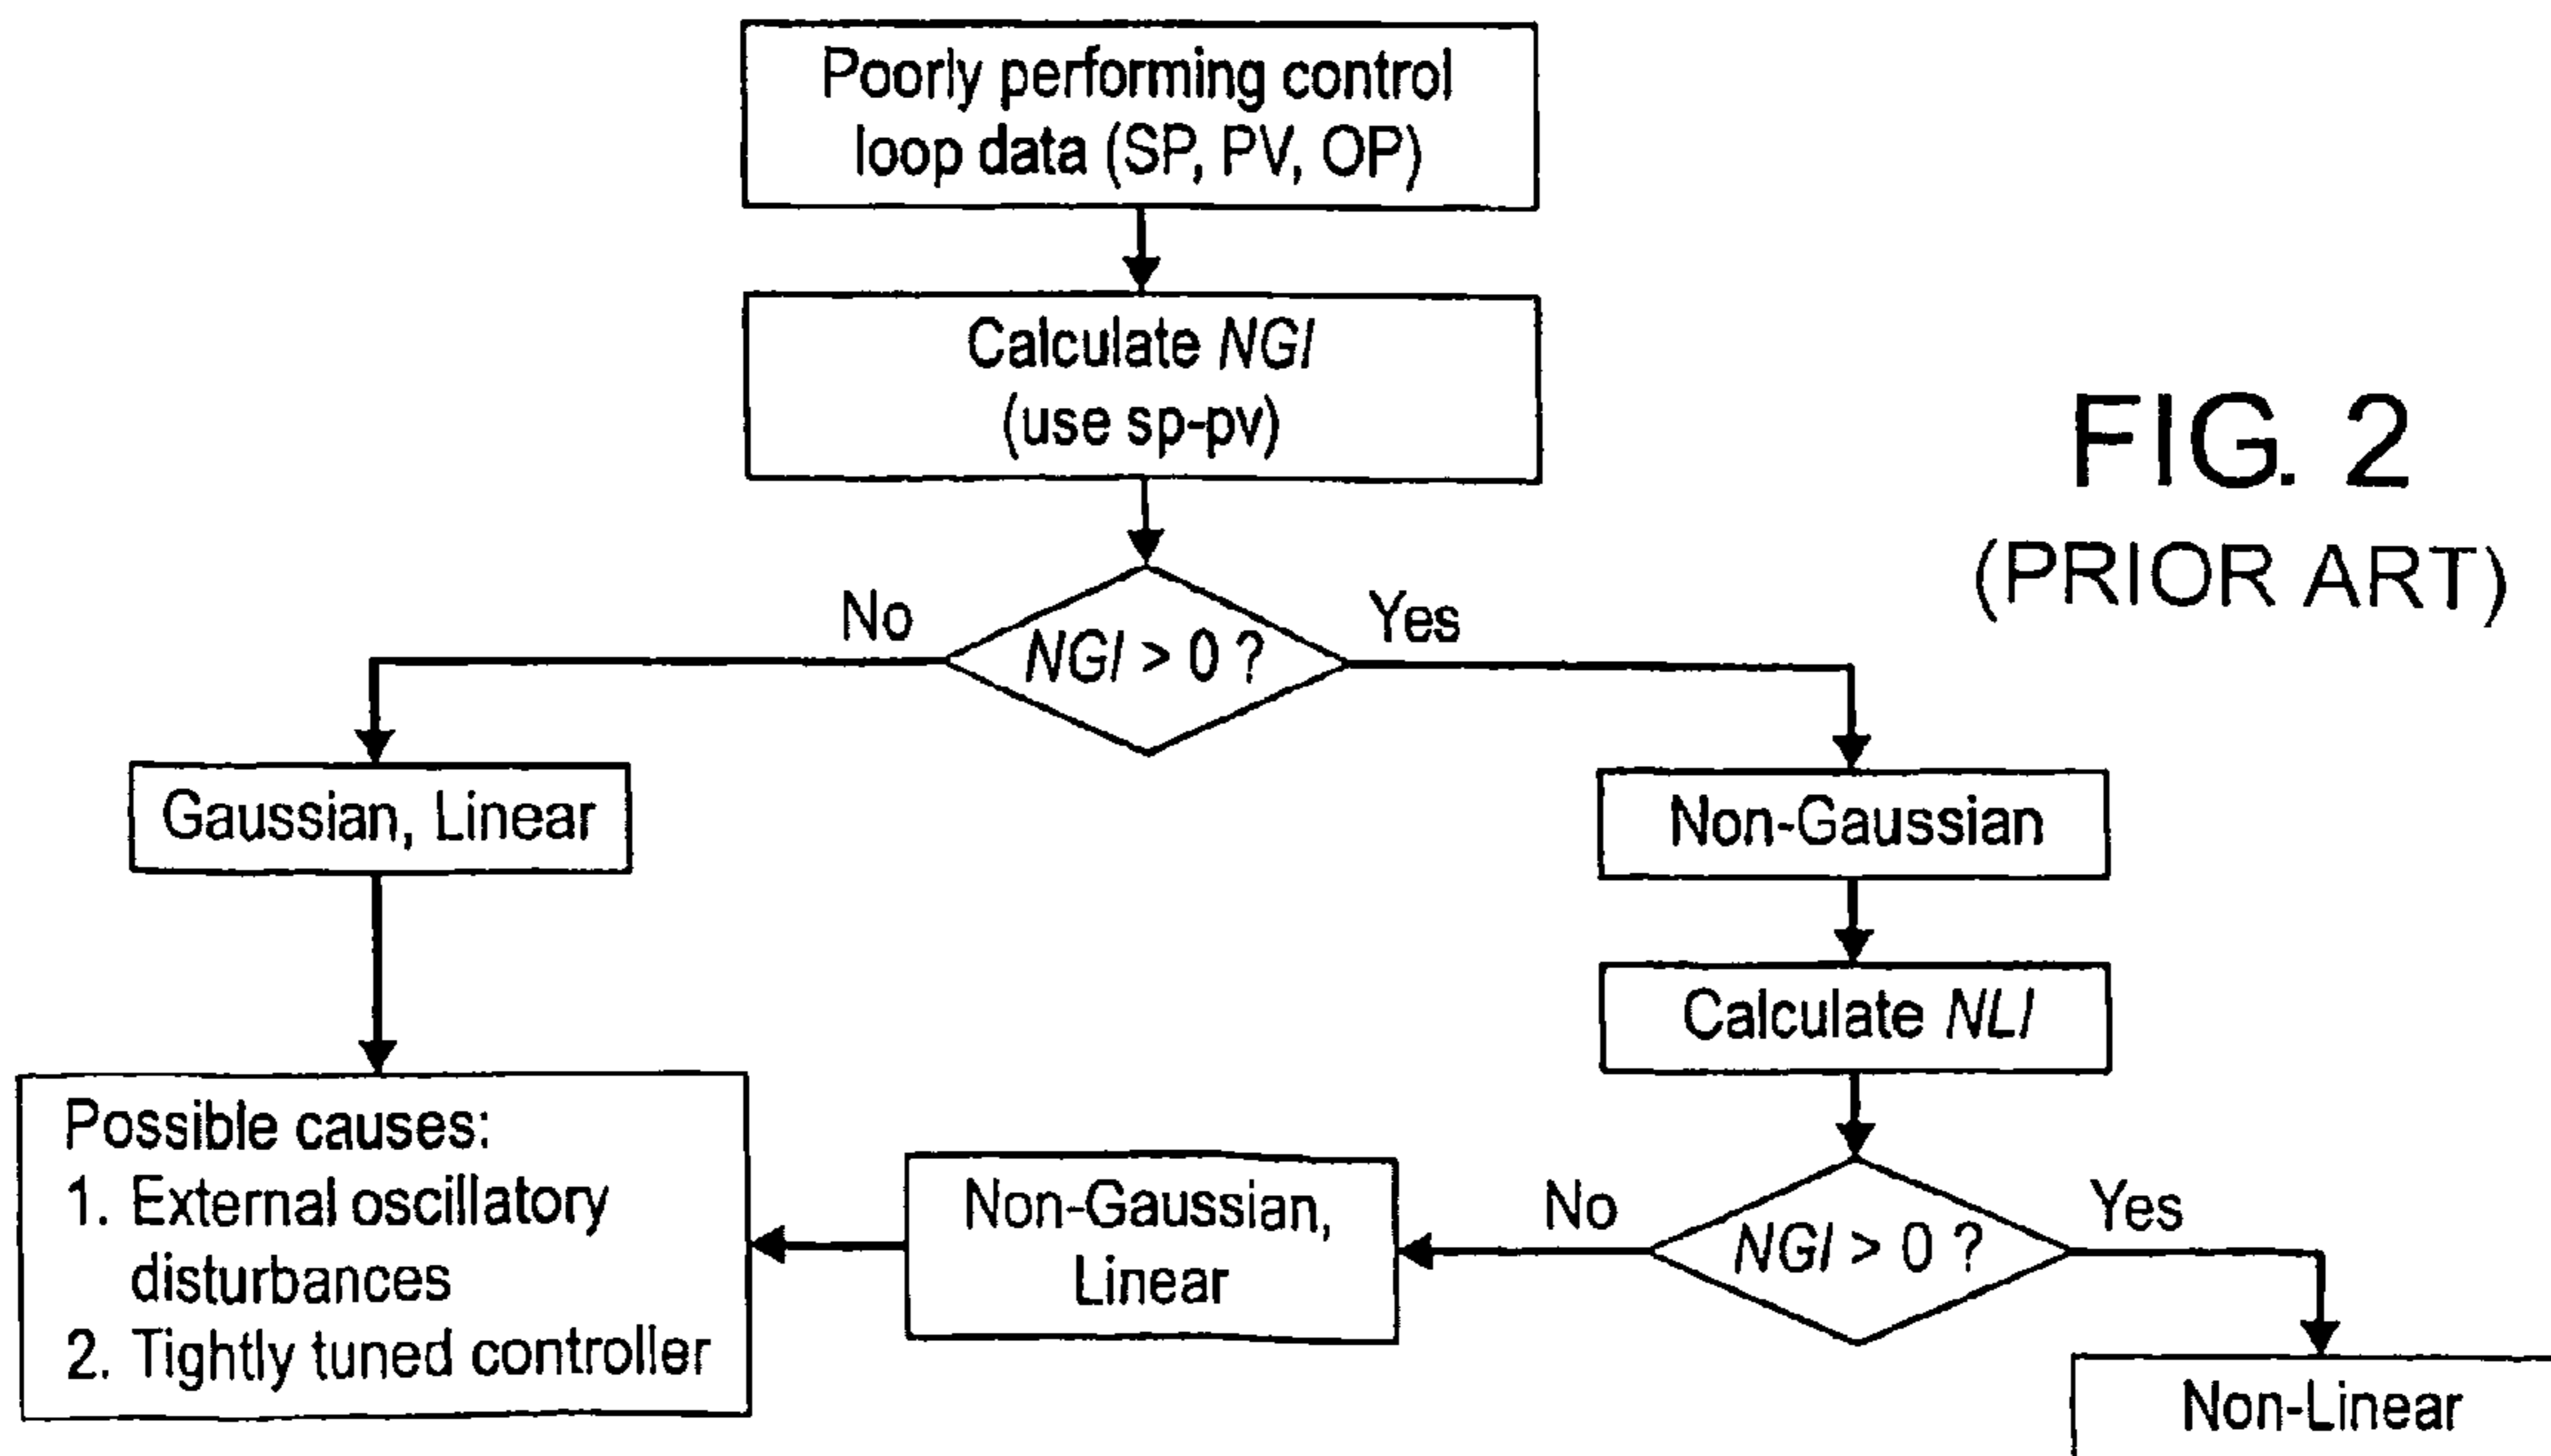 Poorly performing control
loop data (SP, PV, OP)
Calculate NGI
(use sp-pv)
FIG. 2
(PRIOR ART)
No
NGI > 0 ?
Yes
Gaussian, Linear
Non-Gaussian
Calculate NLI
Possible causes:
1. External oscillatory
disturbances
2. Tightly tuned controller
Non-Gaussian,
Linear
No
NGI > 0 ?
Yes
Non-Linear